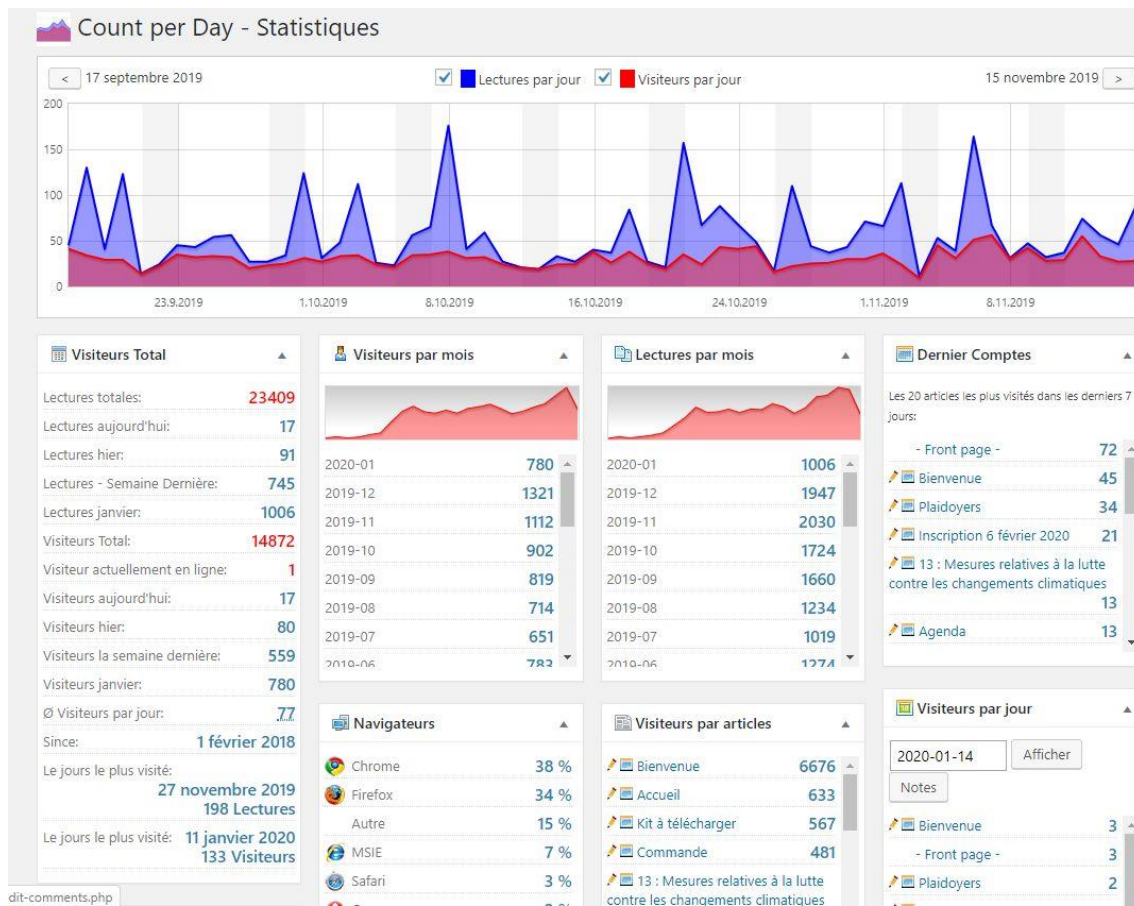 Count per Day - Statistiques
< 17 septembre 2019
Lectures par jour
Visiteurs par jour
15 novembre 2019 >
200
150
100
50
0
23.9.2019
1.10.2019
8.10.2019
16.10.2019
24.10.2019
1.11.2019
8.11.2019
Visiteurs Total
Lectures totales: 23409
Lectures aujourd'hui: 17
Lectures hier: 91
Lectures - Semaine Dernière: 745
Lectures janvier: 1006
Visiteurs Total: 14872
Visiteur actuellement en ligne: 1
Visiteurs aujourd'hui: 17
Visiteurs hier: 80
Visiteurs la semaine dernière: 559
Visiteurs janvier: 780
Ø Visiteurs par jour: 77
Since: 1 février 2018
Le jours le plus visité:
27 novembre 2019
198 Lectures
Le jours le plus visité: 11 janvier 2020
133 Visiteurs
dit-comments.php
Visiteurs par mois
2020-01 780
2019-12 1321
2019-11 1112
2019-10 902
2019-09 819
2019-08 714
2019-07 651
2019-06 783
Lectures par mois
2020-01 1006
2019-12 1947
2019-11 2030
2019-10 1724
2019-09 1660
2019-08 1234
2019-07 1019
2019-06 1274
Dernier Comptes
Les 20 articles les plus visités dans les derniers 7
jours:
- Front page - 72
Bienvenue 45
Plaidoyers 34
Inscription 6 février 2020 21
13 : Mesures relatives à la lutte
contre les changements climatiques
13
Agenda 13
Navigateurs
Chrome 38 %
Firefox 34 %
Autre 15 %
MSIE 7 %
Safari 3 %
Visiteurs par articles
Bienvenue 6676
Accueil 633
Kit à télécharger 567
Commande 481
13 : Mesures relatives à la lutte
contre les changements climatiques
Visiteurs par jour
2020-01-14
Afficher
Notes
Bienvenue 3
- Front page - 3
Plaidoyers 2